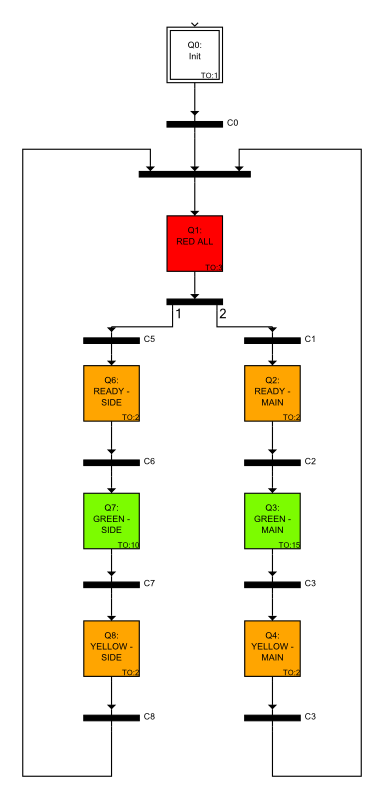 Q0:
Init
TO:1
C0
Q1:
RED ALL
TO:3
1 2
C5 C1
Q6:
READY -
SIDE
TO:2
Q2:
READY -
MAIN
TO:2
C6 C2
Q7:
GREEN -
SIDE
TO:10
Q3:
GREEN -
MAIN
TO:15
C7 C3
Q8:
YELLOW -
SIDE
TO:2
Q4:
YELLOW -
MAIN
TO:2
C8 C3